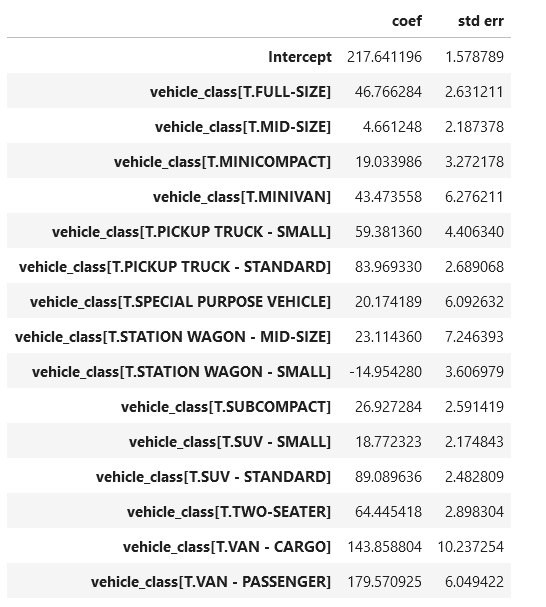 coef std err
Intercept 217.641196 1.578789
vehicle_class[T.FULL-SIZE] 46.766284 2.631211
vehicle_class[T.MID-SIZE] 4.661248 2.187378
vehicle_class[T.MINICOMPACT] 19.033986 3.272178
vehicle_class[T.MINIVAN] 43.473558 6.276211
vehicle_class[T.PICKUP TRUCK - SMALL] 59.381360 4.406340
vehicle_class[T.PICKUP TRUCK - STANDARD] 83.969330 2.689068
vehicle_class[T.SPECIAL PURPOSE VEHICLE] 20.174189 6.092632
vehicle_class[T.STATION WAGON - MID-SIZE] 23.114360 7.246393
vehicle_class[T.STATION WAGON - SMALL] -14.954280 3.606979
vehicle_class[T.SUBCOMPACT] 26.927284 2.591419
vehicle_class[T.SUV - SMALL] 18.772323 2.174843
vehicle_class[T.SUV - STANDARD] 89.089636 2.482809
vehicle_class[T.TWO-SEATER] 64.445418 2.898304
vehicle_class[T.VAN - CARGO] 143.858804 10.237254
vehicle_class[T.VAN - PASSENGER] 179.570925 6.049422